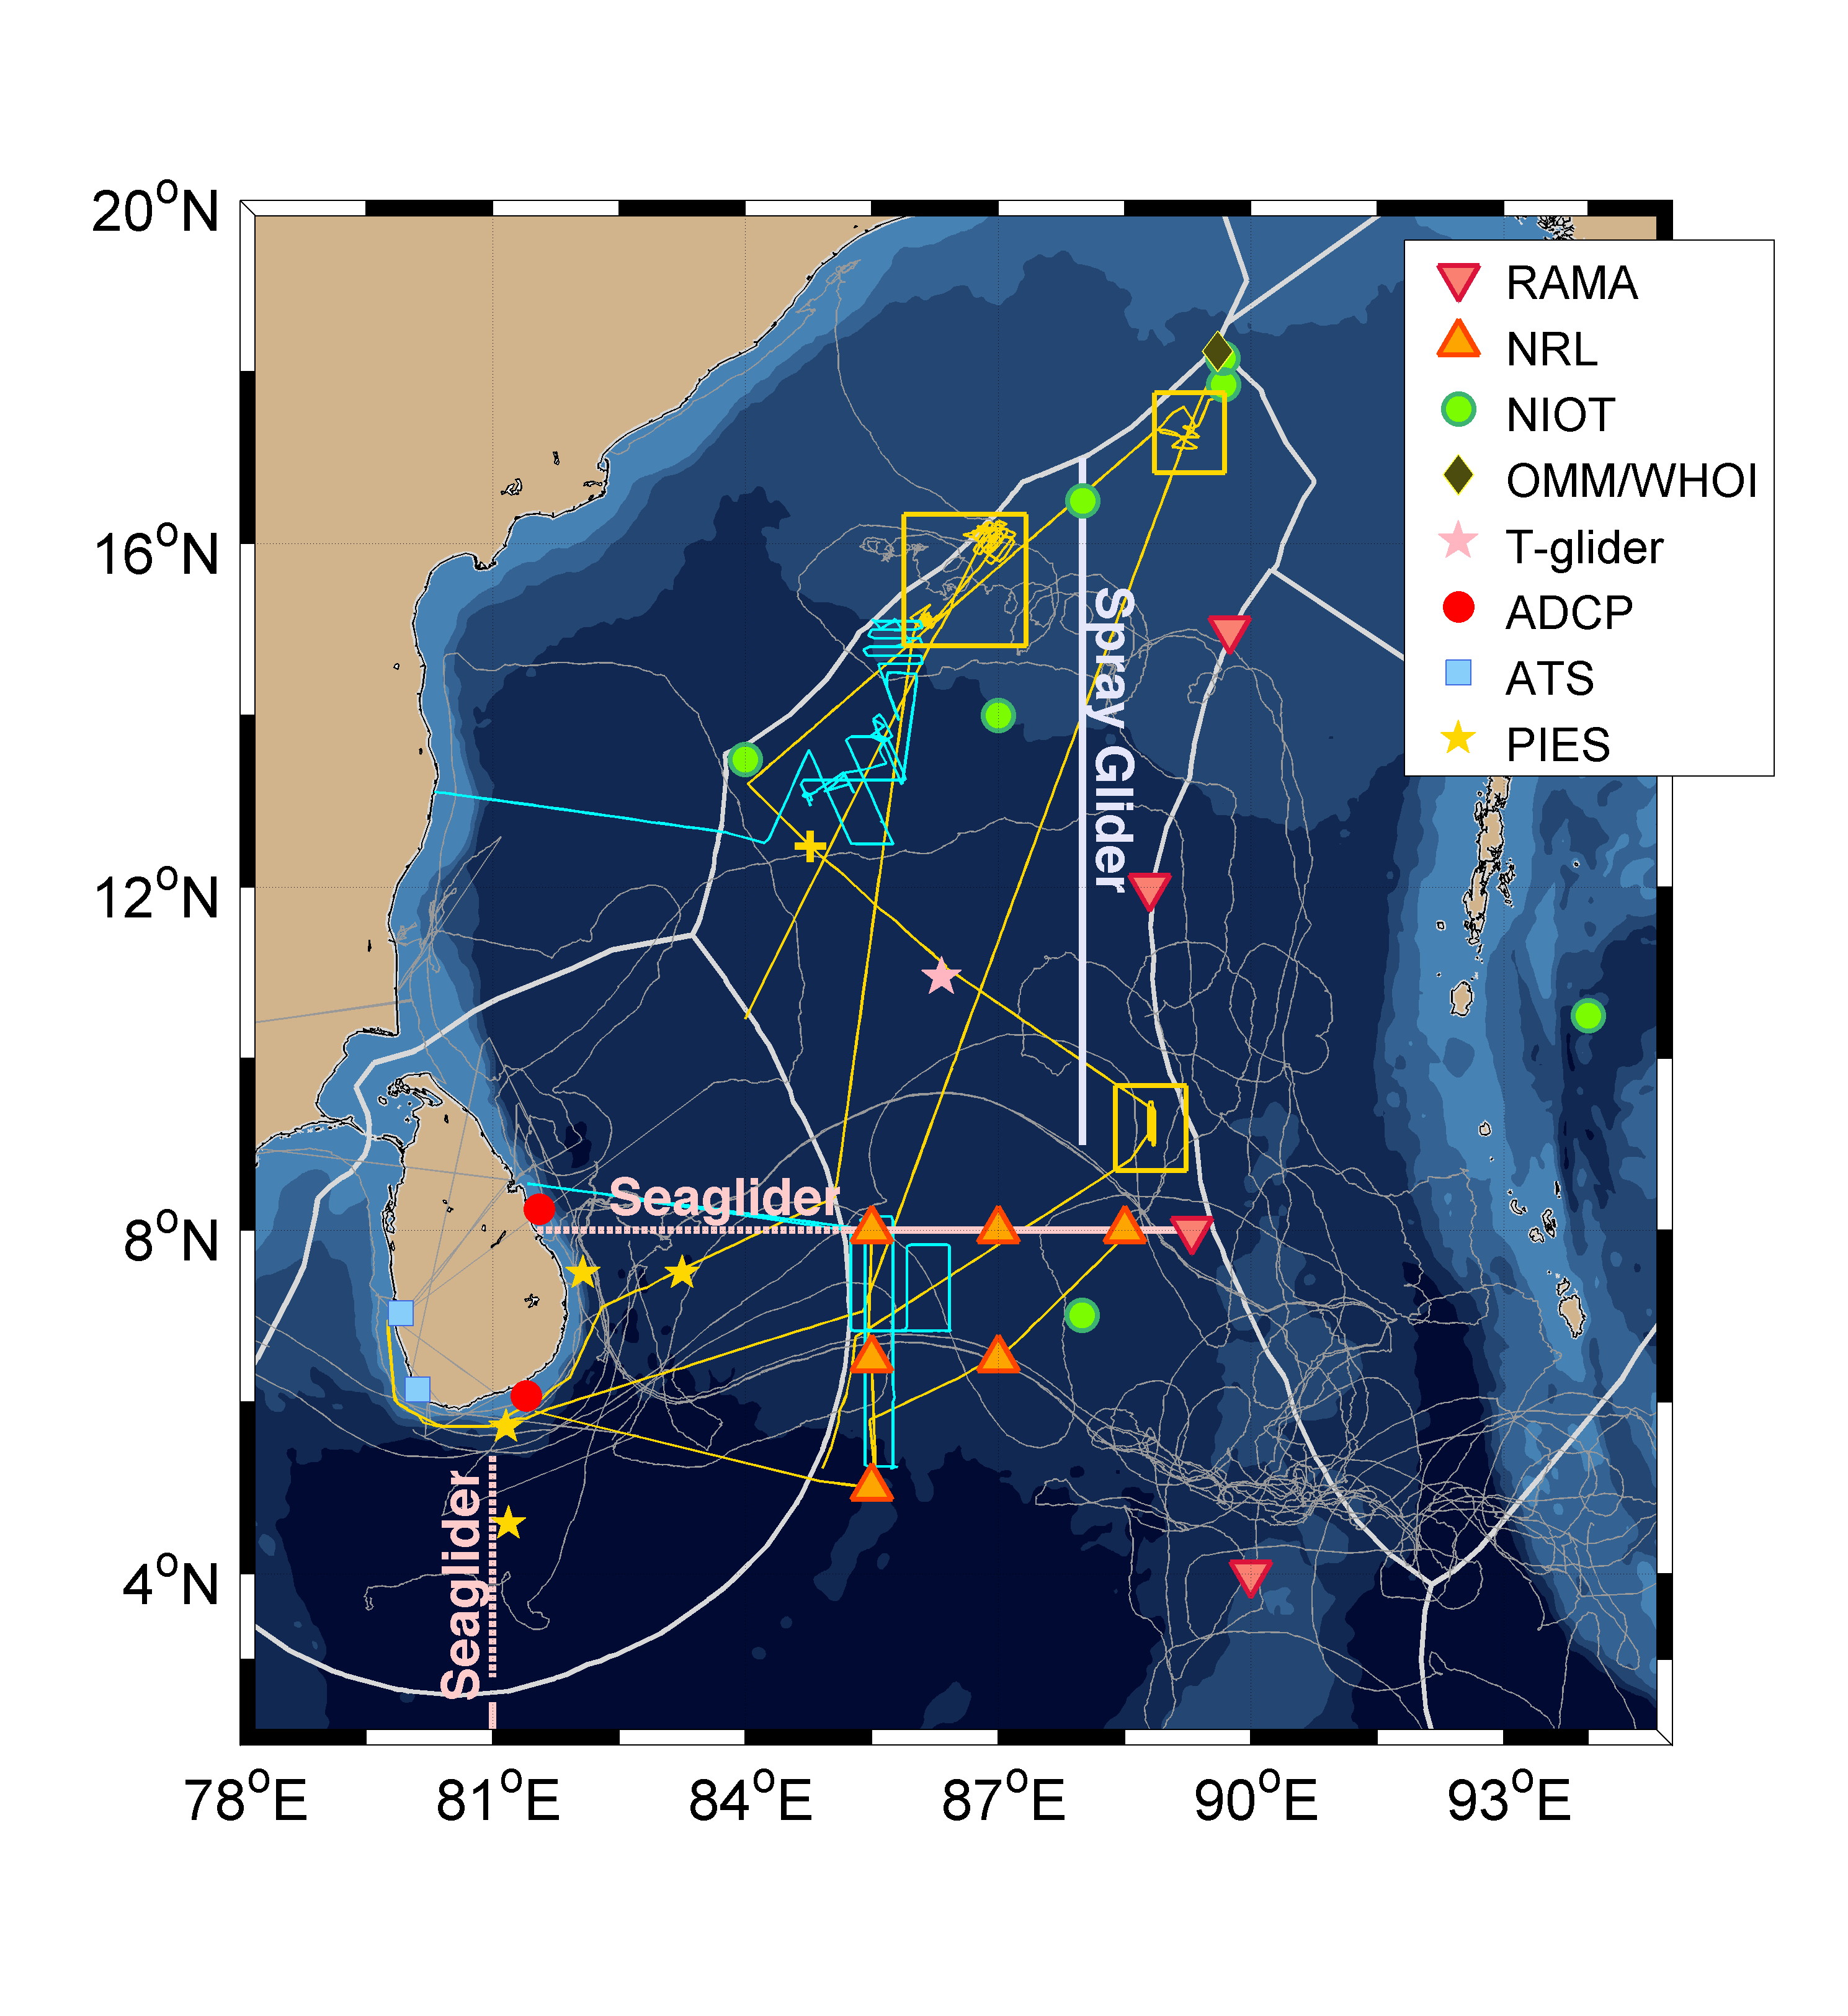 20°N
16°N
12°N
8°N
4°N
78°E
81°E
84°E
87°E
90°E
93°E
RAMA
NRL
NIOT
OMM/WHOI
T-glider
ADCP
ATS
PIES
Spray Glider
Seaglider
Seaglider